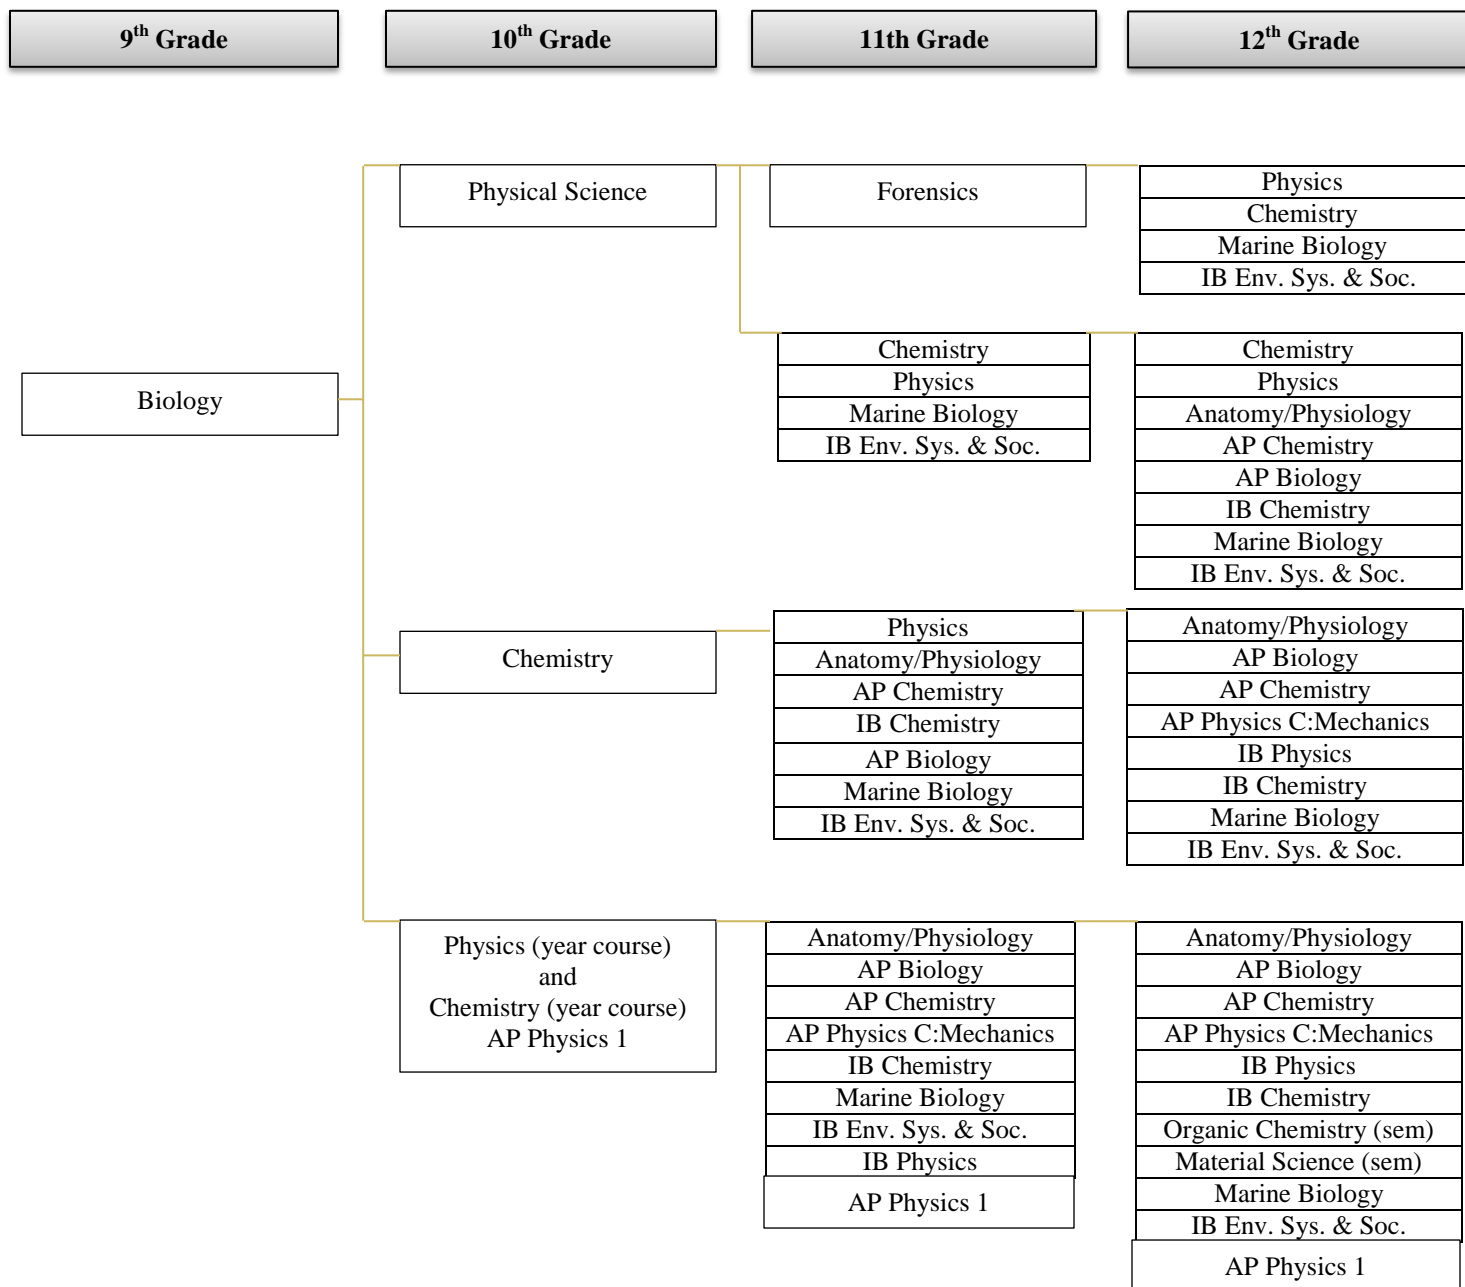 9th Grade
10th Grade
11th Grade
12th Grade
Biology
Physical Science
Forensics
Physics
Chemistry
Marine Biology
IB Env. Sys. & Soc.
Chemistry
Physics
Marine Biology
IB Env. Sys. & Soc.
Chemistry
Physics
Anatomy/Physiology
AP Chemistry
AP Biology
IB Chemistry
Marine Biology
IB Env. Sys. & Soc.
Chemistry
Physics
Anatomy/Physiology
AP Chemistry
IB Chemistry
AP Biology
Marine Biology
IB Env. Sys. & Soc.
Anatomy/Physiology
AP Biology
AP Chemistry
AP Physics C:Mechanics
IB Physics
IB Chemistry
Marine Biology
IB Env. Sys. & Soc.
Physics (year course)
and
Chemistry (year course)
AP Physics 1
Anatomy/Physiology
AP Biology
AP Chemistry
AP Physics C:Mechanics
IB Chemistry
Marine Biology
IB Env. Sys. & Soc.
IB Physics
AP Physics 1
Anatomy/Physiology
AP Biology
AP Chemistry
AP Physics C:Mechanics
IB Physics
IB Chemistry
Organic Chemistry (sem)
Material Science (sem)
Marine Biology
IB Env. Sys. & Soc.
AP Physics 1